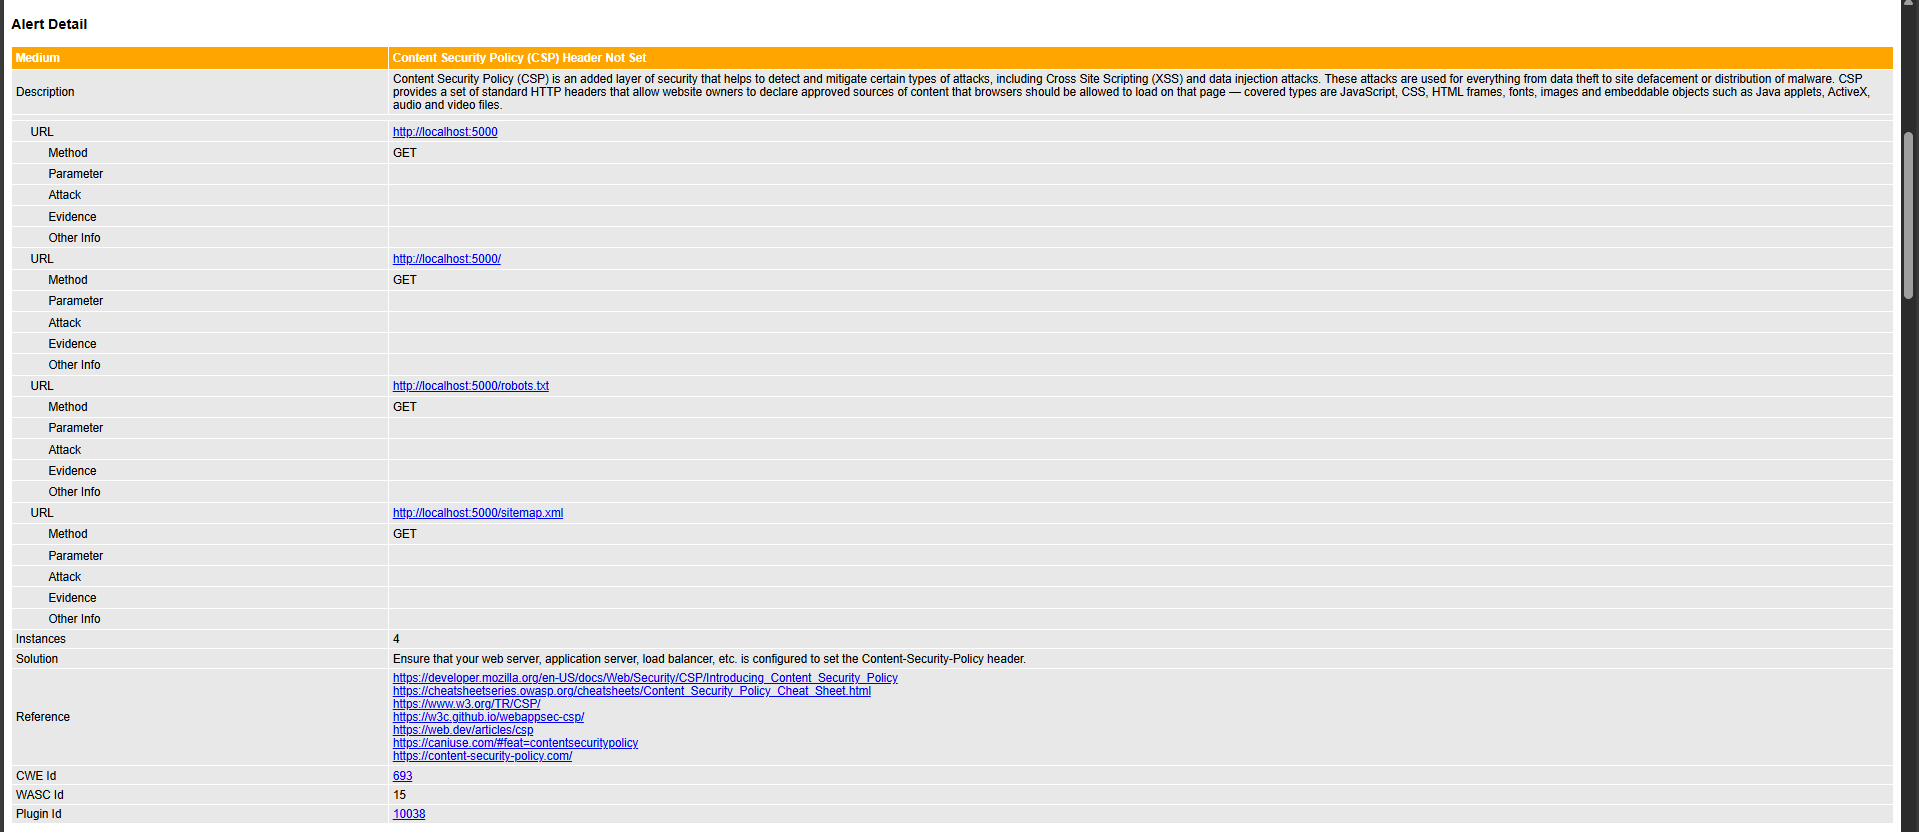 Alert Detail
Medium Content Security Policy (CSP) Header Not Set
Description Content Security Policy (CSP) is an added layer of security that helps to detect and mitigate certain types of attacks, including Cross Site Scripting (XSS) and data injection attacks. These attacks are used for everything from data theft to site defacement or distribution of malware. CSP
provides a set of standard HTTP headers that allow website owners to declare approved sources of content that browsers should be allowed to load on that page — covered types are JavaScript, CSS, HTML frames, fonts, images and embeddable objects such as Java applets, ActiveX,
audio and video files.
URL http://localhost:5000
Method GET
Parameter
Attack
Evidence
Other Info
URL http://localhost:5000/
Method GET
Parameter
Attack
Evidence
Other Info
URL http://localhost:5000/robots.txt
Method GET
Parameter
Attack
Evidence
Other Info
URL http://localhost:5000/sitemap.xml
Method GET
Parameter
Attack
Evidence
Other Info
Instances 4
Solution Ensure that your web server, application server, load balancer, etc. is configured to set the Content-Security-Policy header.
Reference https://developer.mozilla.org/en-US/docs/Web/Security/CSP/Introducing_Content_Security_Policy
https://cheatsheetseries.owasp.org/cheatsheets/Content_Security_Policy_Cheat_Sheet.html
https://www.w3.org/TR/CSP/
https://w3c.github.io/webappsec-csp/
https://web.dev/articles/csp
https://caniuse.com/#feat=contentsecuritypolicy
https://content-security-policy.com/
CWE Id 693
WASC Id 15
Plugin Id 10038